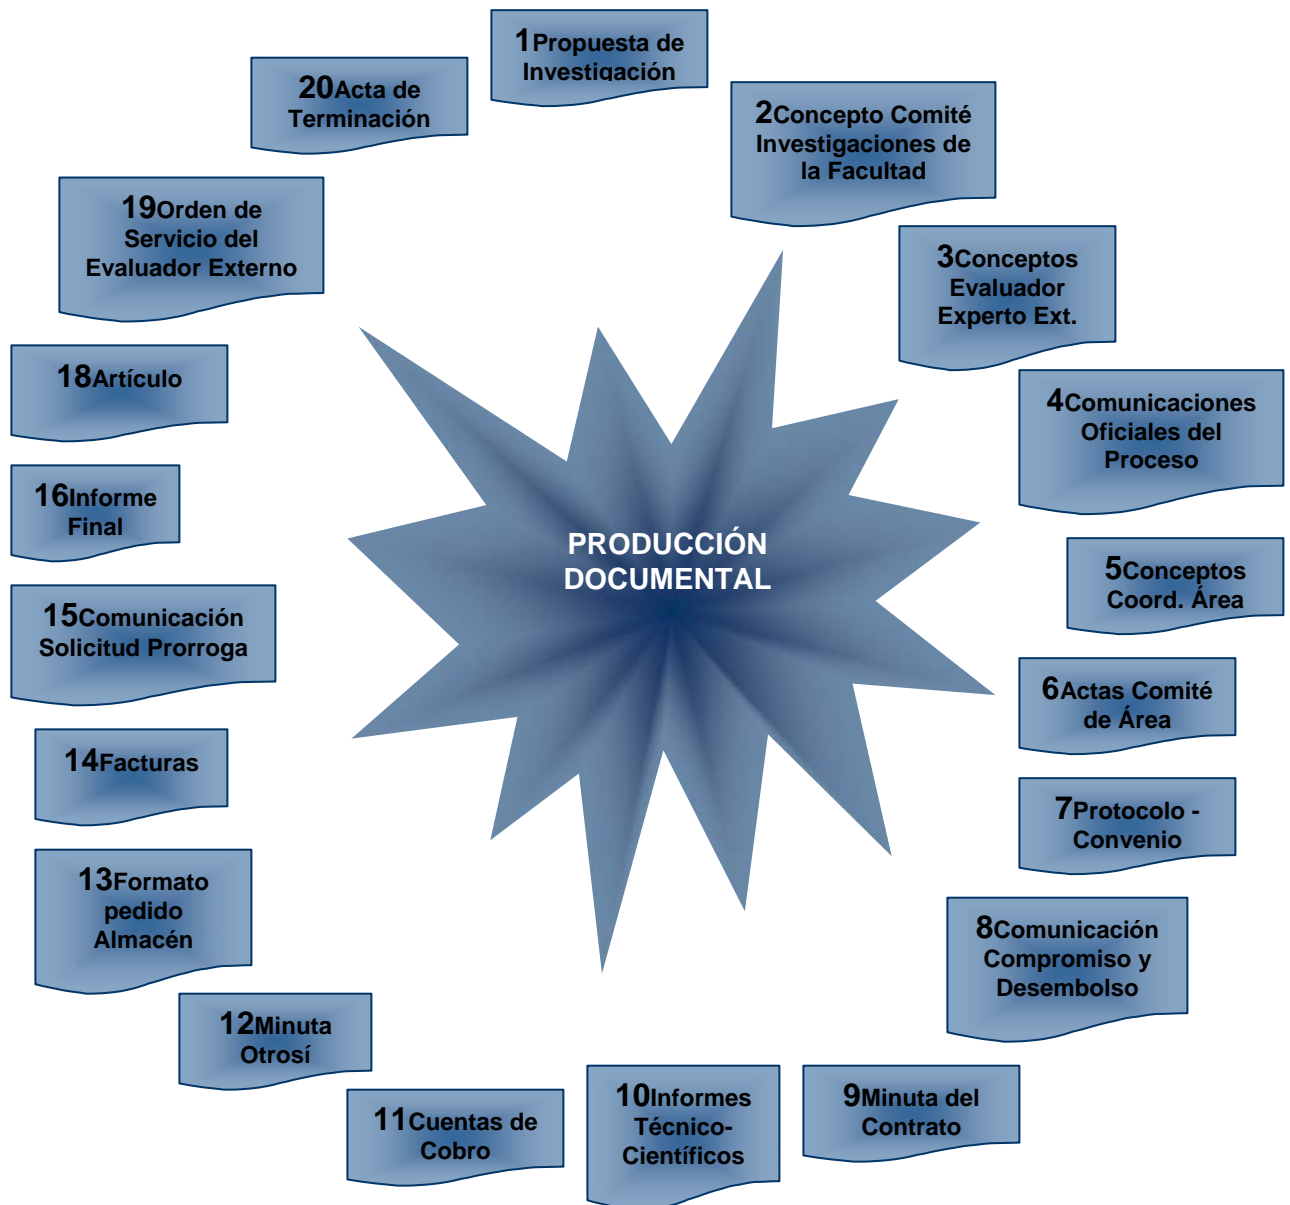 1Propuesta de
Investigación
2Concepto Comité
Investigaciones de
la Facultad
3Conceptos
Evaluador
Experto Ext.
4Comunicaciones
Oficiales del
Proceso
5Conceptos
Coord. Área
6Actas Comité
de Área
7Protocolo -
Convenio
8Comunicación
Compromiso y
Desembolso
9Minuta del
Contrato
10Informes
Técnico-
Científicos
11Cuentas de
Cobro
12Minuta
Otrosí
13Formato
pedido
Almacén
14Facturas
15Comunicación
Solicitud Prorroga
16Informe
Final
18Artículo
19Orden de
Servicio del
Evaluador Externo
20Acta de
Terminación
PRODUCCIÓN
DOCUMENTAL